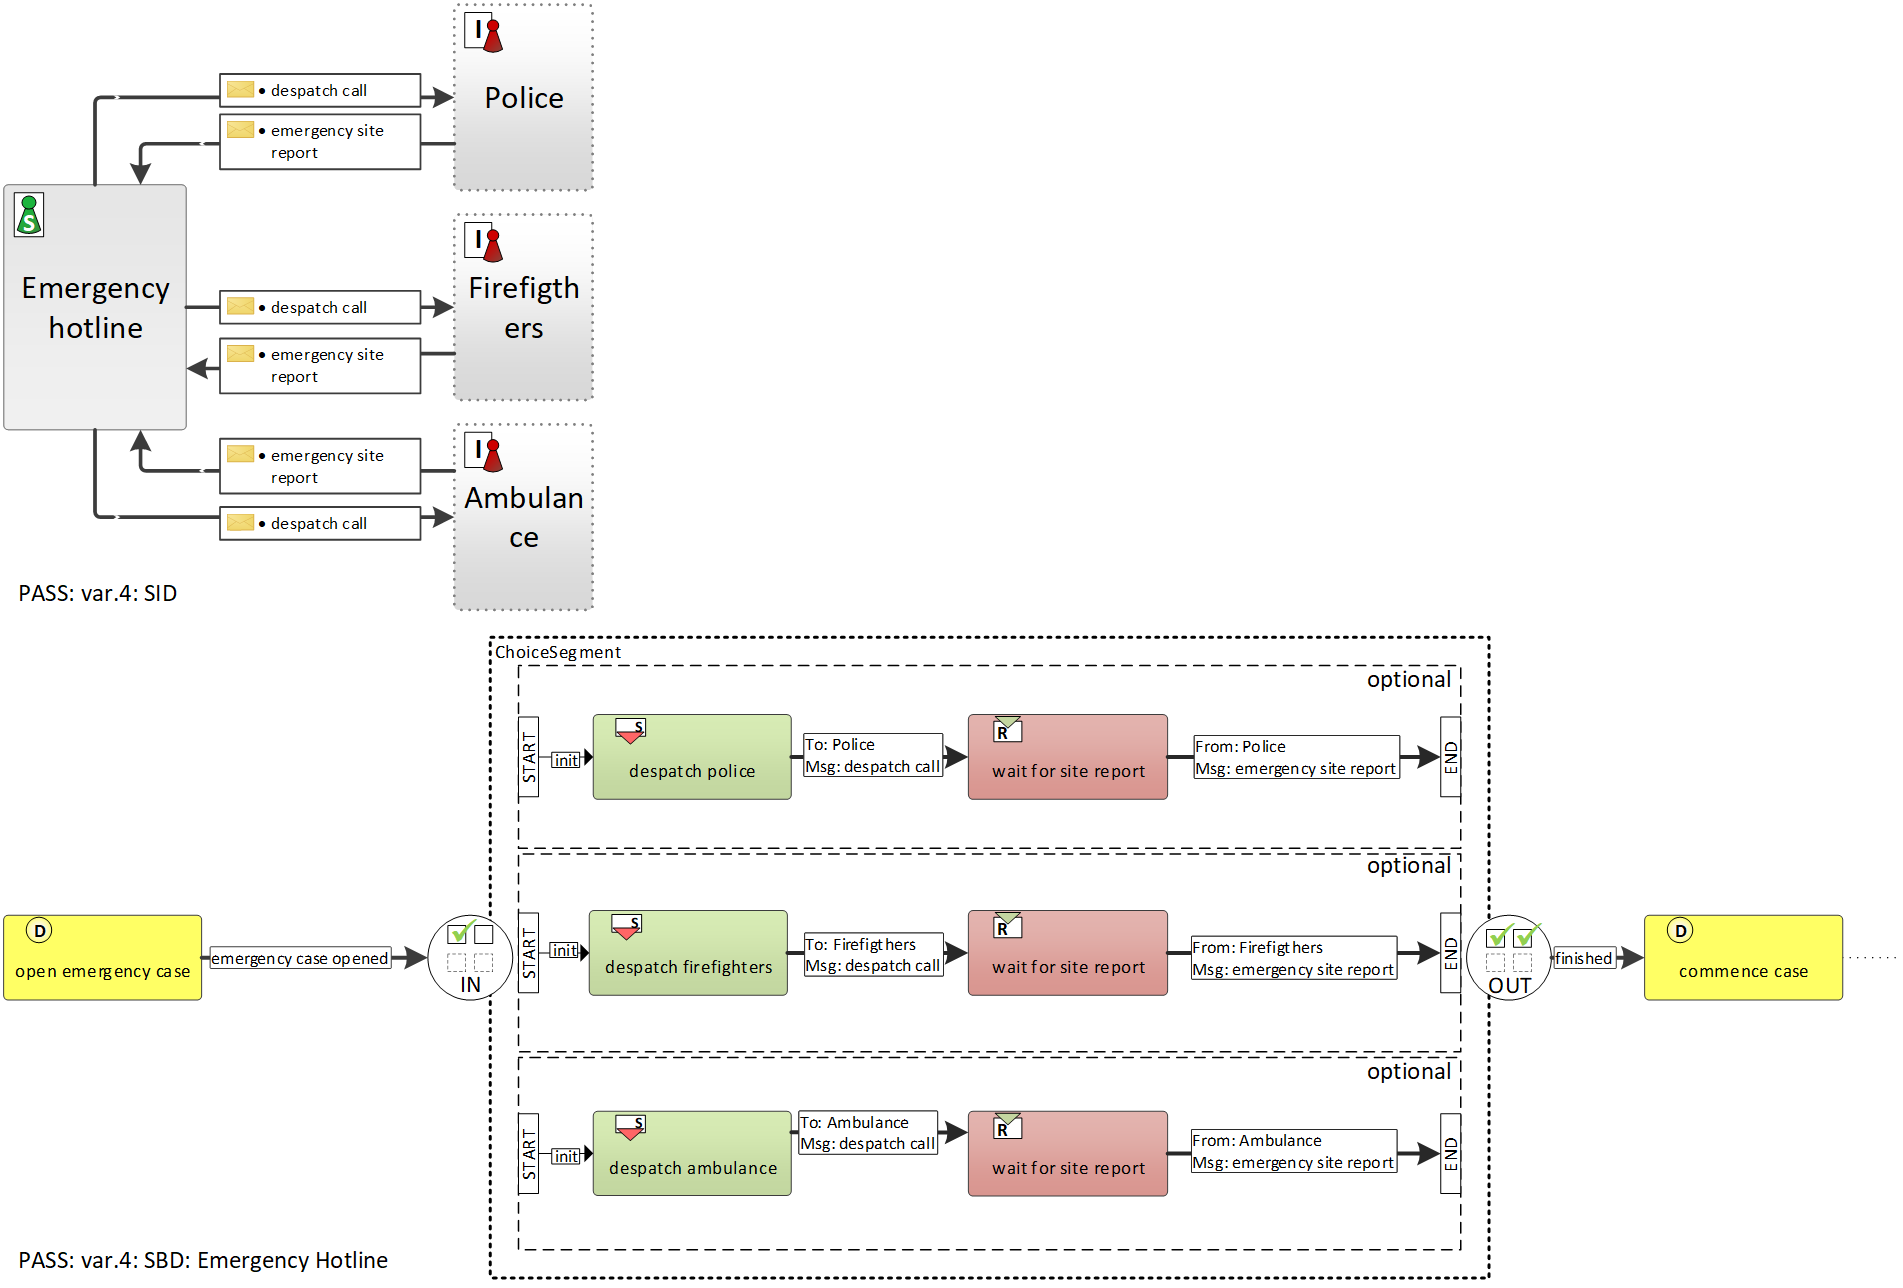 I
Police
• despatch call
• emergency site
report
S
Emergency
hotline
I
Firefigth
ers
• despatch call
• emergency site
report
I
Ambulan
ce
• emergency site
report
• despatch call
PASS: var.4: SID
ChoiceSegment
optional
START
init
S
despatch police
To: Police
Msg: despatch call
R
wait for site report
From: Police
Msg: emergency site report
END
optional
D
open emergency case
emergency case opened
IN
START
init
S
despatch firefighters
To: Firefigthers
Msg: despatch call
R
wait for site report
From: Firefigthers
Msg: emergency site report
END
OUT
finished
D
commence case
optional
START
init
S
despatch ambulance
To: Ambulance
Msg: despatch call
R
wait for site report
From: Ambulance
Msg: emergency site report
END
PASS: var.4: SBD: Emergency Hotline